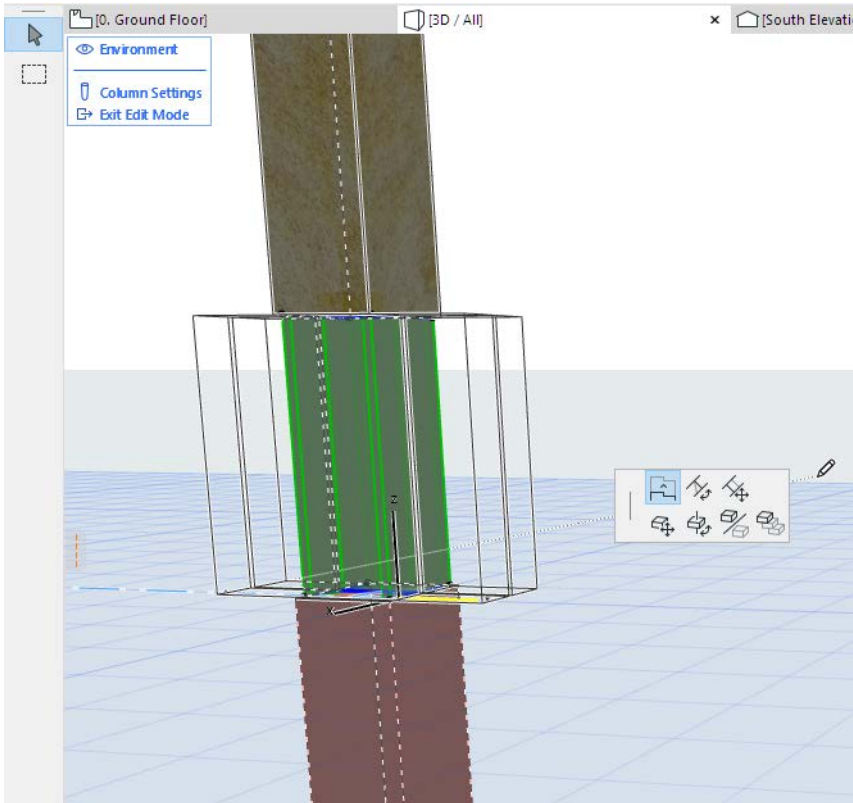 [0. Ground Floor]
[3D / All]
[South Elevati
Environment
Column Settings
Exit Edit Mode
z
x